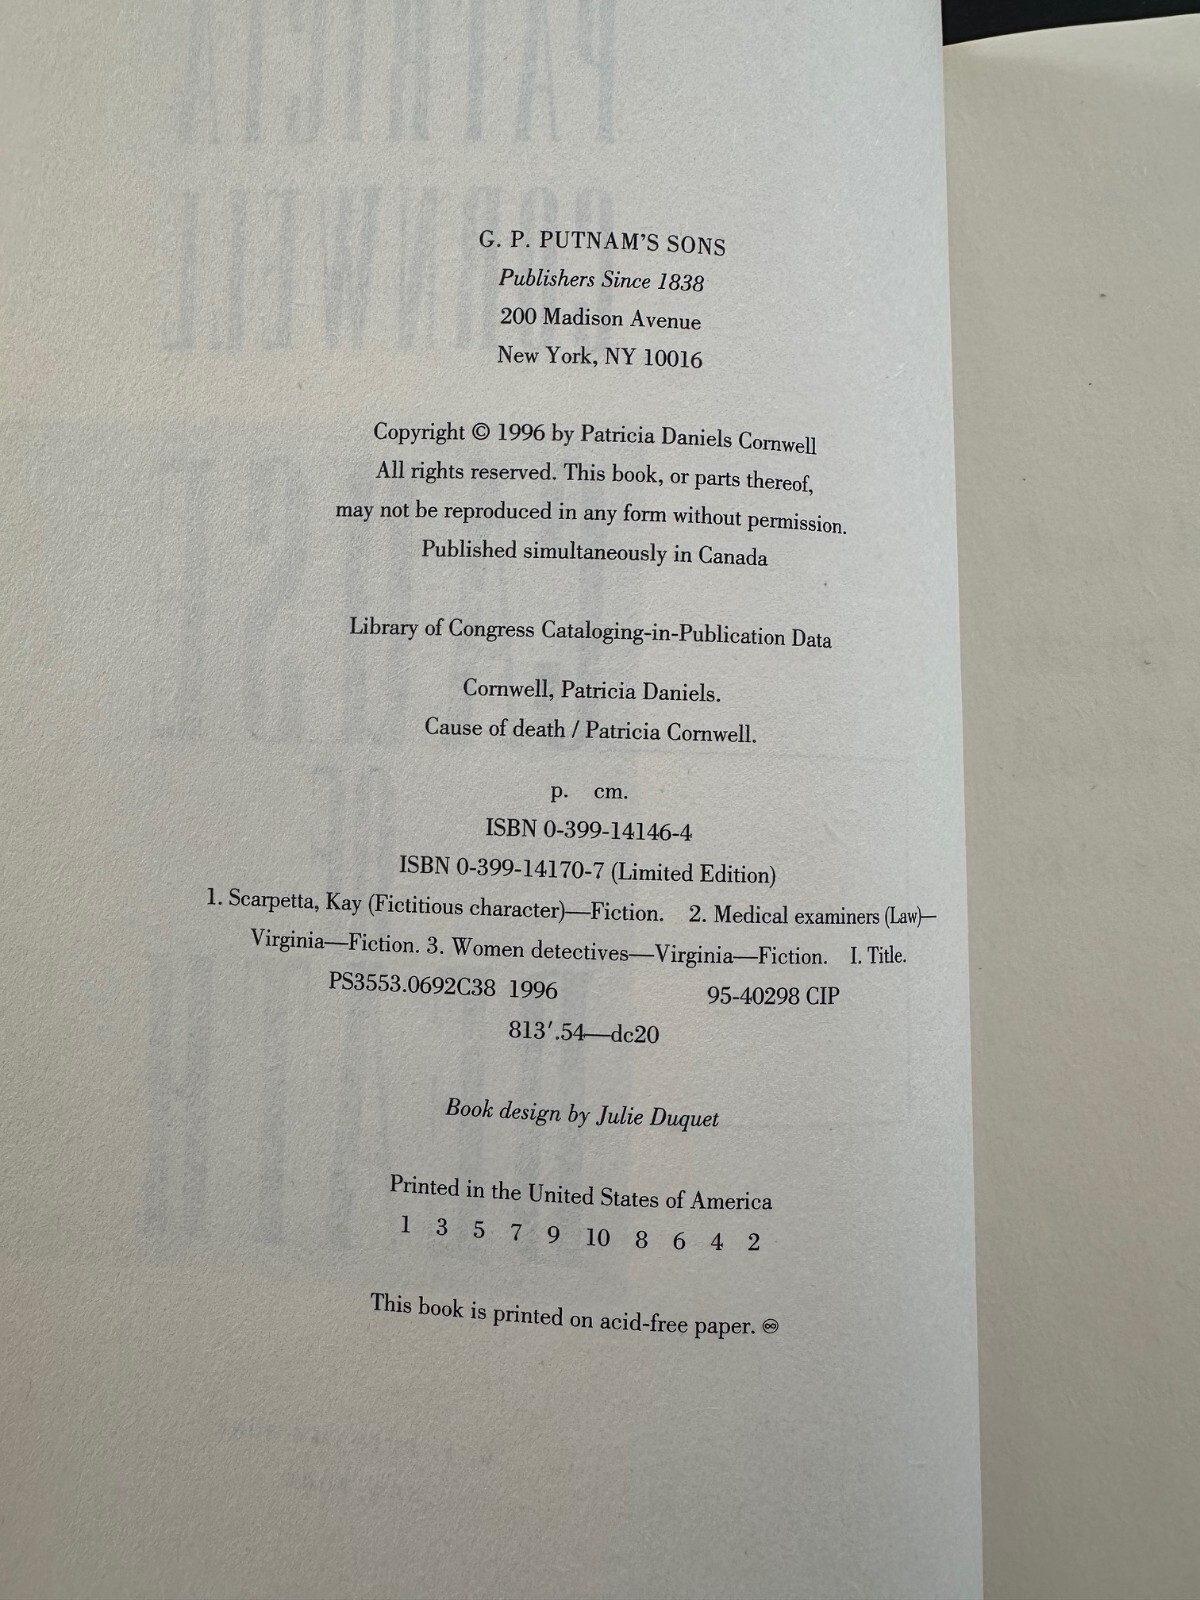 G. P. PUTNAM'S SONS
Publishers Since 1838
200 Madison Avenue
New York, NY 10016
Copyright © 1996 by Patricia Daniels Cornwell
All rights reserved. This book, or parts thereof,
may not be reproduced in any form without permission.
Published simultaneously in Canada
Library of Congress Cataloging-in-Publication Data
Cornwell, Patricia Daniels.
Cause of death / Patricia Cornwell.
p. cm.
ISBN 0-399-14146-4
ISBN 0-399-14170-7 (Limited Edition)
1. Scarpetta, Kay (Fictitious character)—Fiction. 2. Medical examiners (Law)—
Virginia—Fiction. 3. Women detectives—Virginia—Fiction. I. Title.
PS3553.0692C38 1996 95-40298 CIP
813′.54—dc20
Book design by Julie Duquet
Printed in the United States of America
1 3 5 7 9 10 8 6 4 2
This book is printed on acid-free paper. ♾